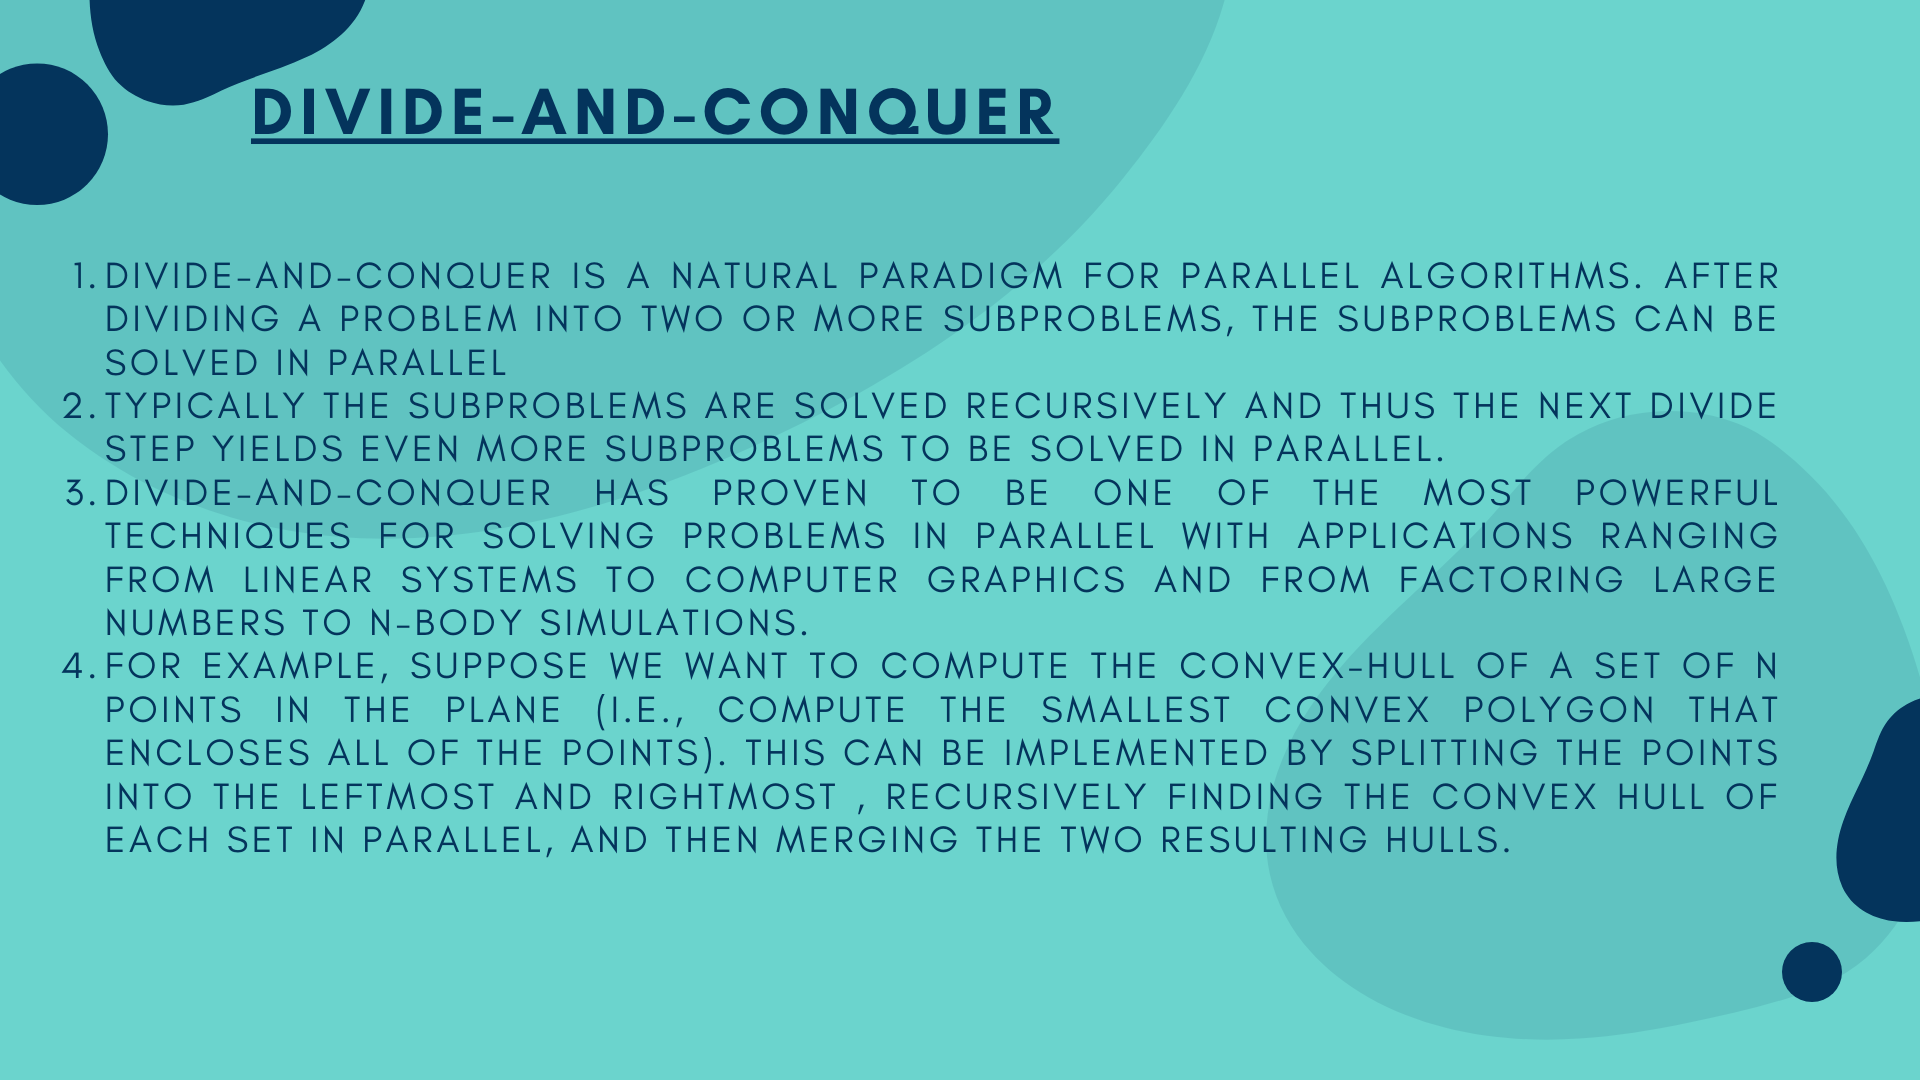 DIVIDE-AND-CONQUER
1. DIVIDE-AND-CONQUER IS A NATURAL PARADIGM FOR PARALLEL ALGORITHMS. AFTER
DIVIDING A PROBLEM INTO TWO OR MORE SUBPROBLEMS, THE SUBPROBLEMS CAN BE
SOLVED IN PARALLEL
2. TYPICALLY THE SUBPROBLEMS ARE SOLVED RECURSIVELY AND THUS THE NEXT DIVIDE
STEP YIELDS EVEN MORE SUBPROBLEMS TO BE SOLVED IN PARALLEL.
3. DIVIDE-AND-CONQUER HAS PROVEN TO BE ONE OF THE MOST POWERFUL
TECHNIQUES FOR SOLVING PROBLEMS IN PARALLEL WITH APPLICATIONS RANGING
FROM LINEAR SYSTEMS TO COMPUTER GRAPHICS AND FROM FACTORING LARGE
NUMBERS TO N-BODY SIMULATIONS.
4. FOR EXAMPLE, SUPPOSE WE WANT TO COMPUTE THE CONVEX-HULL OF A SET OF N
POINTS IN THE PLANE (I.E., COMPUTE THE SMALLEST CONVEX POLYGON THAT
ENCLOSES ALL OF THE POINTS). THIS CAN BE IMPLEMENTED BY SPLITTING THE POINTS
INTO THE LEFTMOST AND RIGHTMOST , RECURSIVELY FINDING THE CONVEX HULL OF
EACH SET IN PARALLEL, AND THEN MERGING THE TWO RESULTING HULLS.